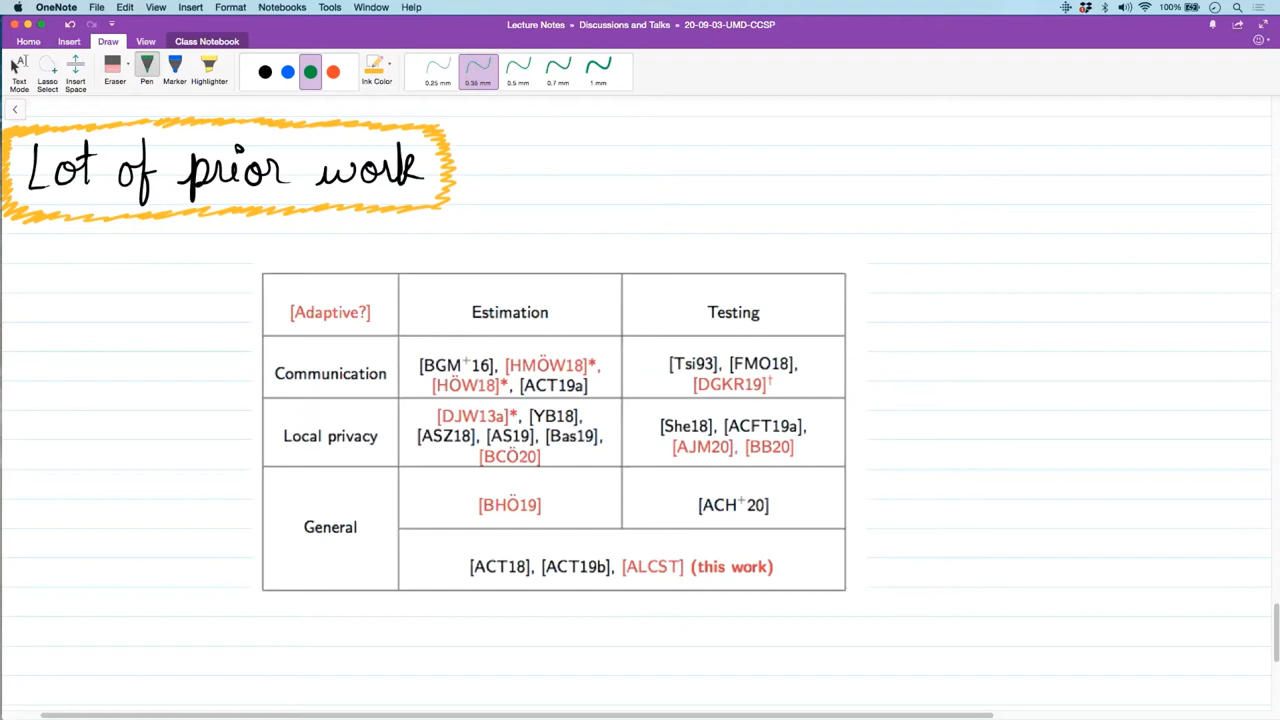 OneNote File Edit View Insert Format Notebooks Tools Window Help 100%
Lecture Notes » Discussions and Talks » 20-09-03-UMD-CCSP
Home Insert Draw View Class Notebook
Text Mode Lasso Select Insert Space Eraser Pen Marker Highlighter Ink Color 0.25 mm 0.35 mm 0.5 mm 0.7 mm 1 mm
Lot of prior work
[Adaptive?] Estimation Testing
Communication
[BGM+16], [HMÖW18]*,
[HÖW18]*, [ACT19a]
[Tsi93], [FMO18],
[DGKR19]†
Local privacy
[DJW13a]*, [YB18],
[ASZ18], [AS19], [Bas19],
[BCÖ20]
[She18], [ACFT19a],
[AJM20], [BB20]
General
[BHÖ19]
[ACH+20]
[ACT18], [ACT19b], [ALCST] (this work)